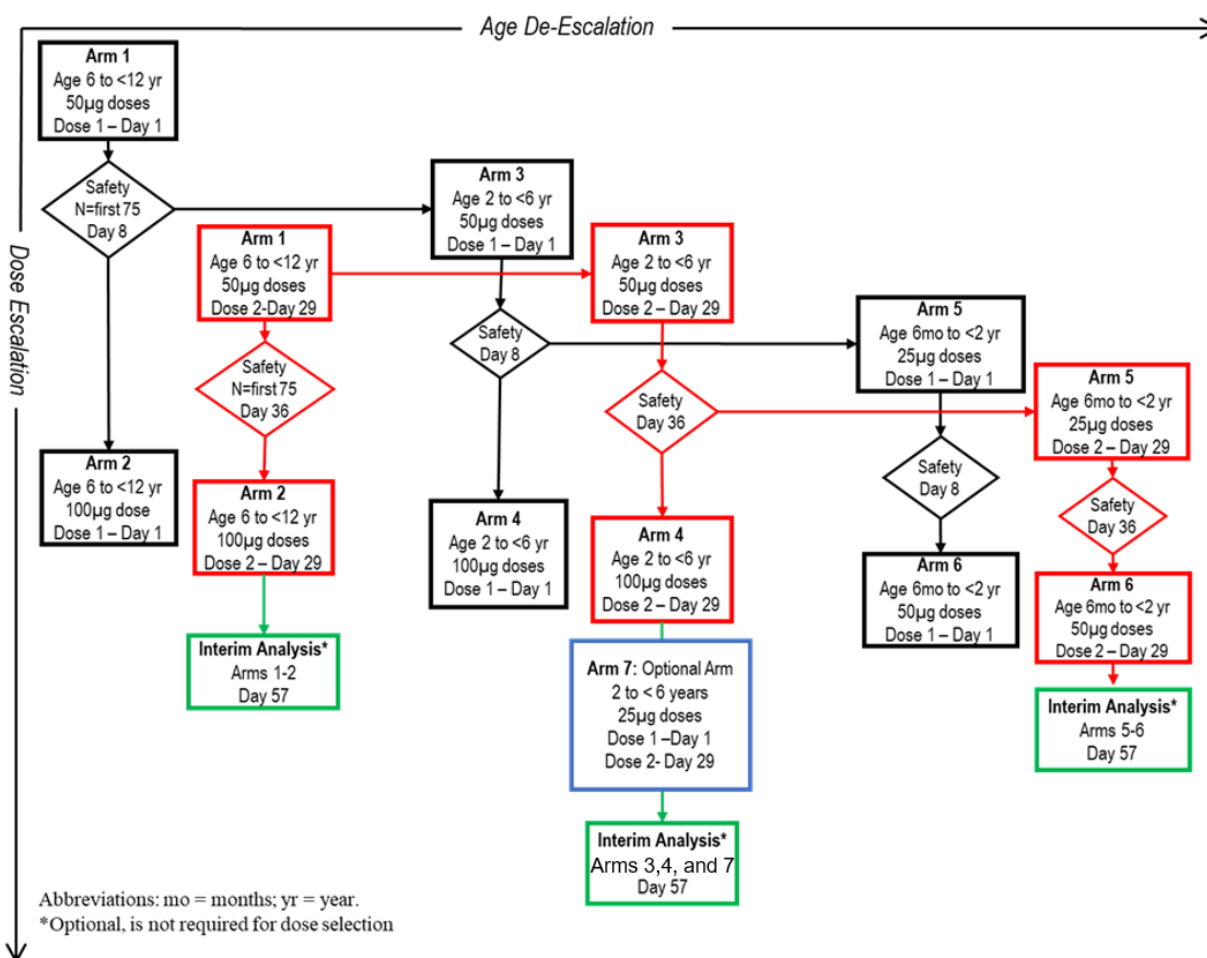 Age De-Escalation
Dose Escalation
Arm 1
Age 6 to <12 yr
50µg doses
Dose 1 – Day 1
Safety
N=first 75
Day 8
Arm 3
Age 2 to <6 yr
50µg doses
Dose 1 – Day 1
Arm 1
Age 6 to <12 yr
50µg doses
Dose 2-Day 29
Arm 3
Age 2 to <6 yr
50µg doses
Dose 2 – Day 29
Safety
Day 8
Arm 5
Age 6mo to <2 yr
25µg doses
Dose 1 – Day 1
Safety
N=first 75
Day 36
Safety
Day 36
Arm 5
Age 6mo to <2 yr
25µg doses
Dose 2 – Day 29
Arm 2
Age 6 to <12 yr
100µg dose
Dose 1 – Day 1
Arm 2
Age 6 to <12 yr
100µg doses
Dose 2 – Day 29
Safety
Day 8
Safety
Day 36
Arm 4
Age 2 to <6 yr
100µg doses
Dose 1 – Day 1
Arm 4
Age 2 to <6 yr
100µg doses
Dose 2 – Day 29
Arm 6
Age 6mo to <2 yr
50µg doses
Dose 1 – Day 1
Arm 6
Age 6mo to <2 yr
50µg doses
Dose 2 – Day 29
Interim Analysis*
Arms 1-2
Day 57
Arm 7: Optional Arm
2 to < 6 years
25µg doses
Dose 1 –Day 1
Dose 2- Day 29
Interim Analysis*
Arms 5-6
Day 57
Interim Analysis*
Arms 3,4, and 7
Day 57
Abbreviations: mo = months; yr = year.
*Optional, is not required for dose selection